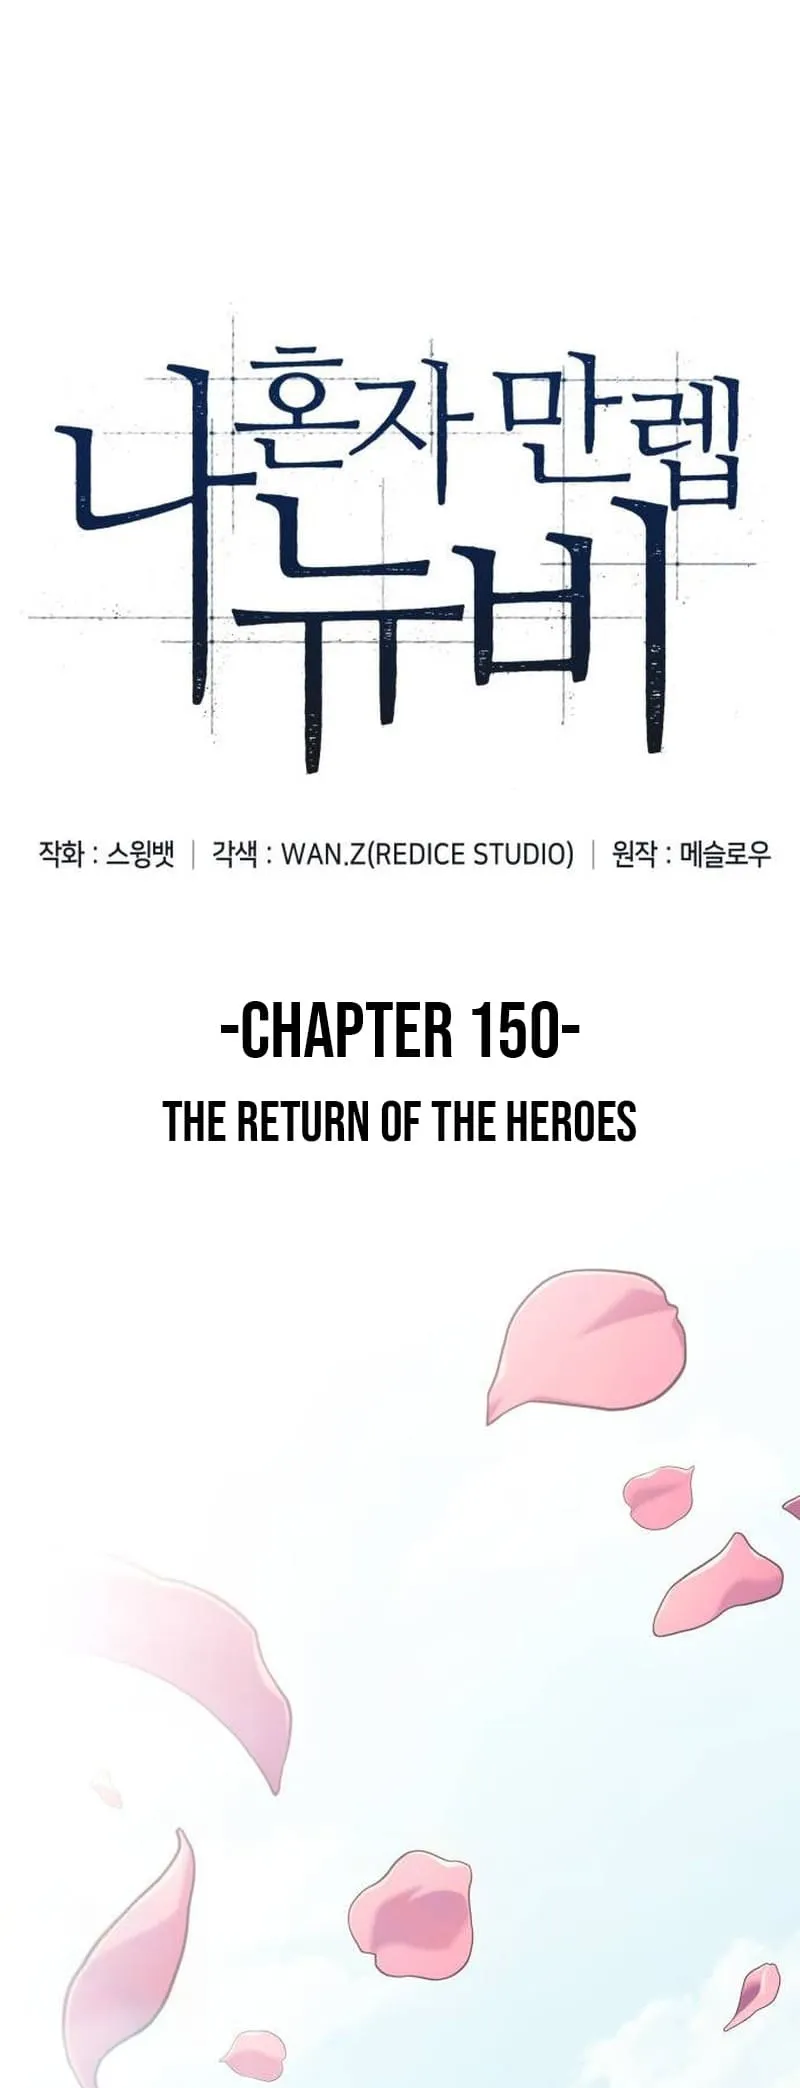 나 혼자 만렙
뉴비
작화 : 스윙뱃 | 각색 : WAN.Z(REDICE STUDIO) | 원작 : 메슬로우
-CHAPTER 150-
THE RETURN OF THE HEROES